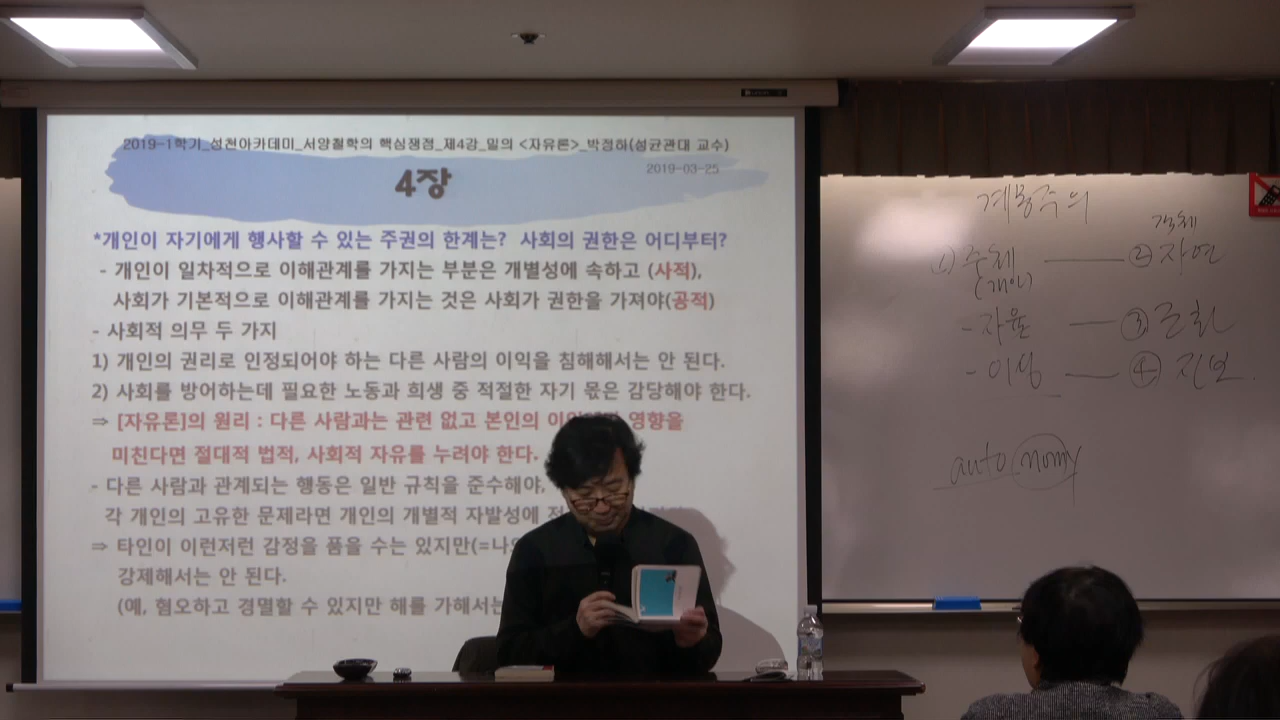 2019-1학기_성천아카데미_서양철학의 핵심쟁점_제4강_밀의 <자유론>_박정하(성균관대 교수)
2019-03-25
4장
*개인이 자기에게 행사할 수 있는 주권의 한계는? 사회의 권한은 어디부터?
- 개인이 일차적으로 이해관계를 가지는 부분은 개별성에 속하고 (사적),
사회가 기본적으로 이해관계를 가지는 것은 사회가 권한을 가져야(공적)
- 사회적 의무 두 가지
1) 개인의 권리로 인정되어야 하는 다른 사람의 이익을 침해해서는 안 된다.
2) 사회를 방어하는데 필요한 노동과 희생 중 적절한 자기 몫은 감당해야 한다.
⇒ [자유론]의 원리 : 다른 사람과는 관련 없고 본인의 영향을
미친다면 절대적 법적, 사회적 자유를 누려야 한다.
- 다른 사람과 관계되는 행동은 일반 규칙을 준수해야,
각 개인의 고유한 문제라면 개인의 개별적 자발성에
⇒ 타인이 이런저런 감정을 품을 수는 있지만(=나의
강제해서는 안 된다.
(예, 혐오하고 경멸할 수 있지만 해를 가해서는
계몽주의
객체
1) 주체 — ② 자연
(개인)
- 자율 — ③ 문화
- 이성 — ④ 진보
autonomy